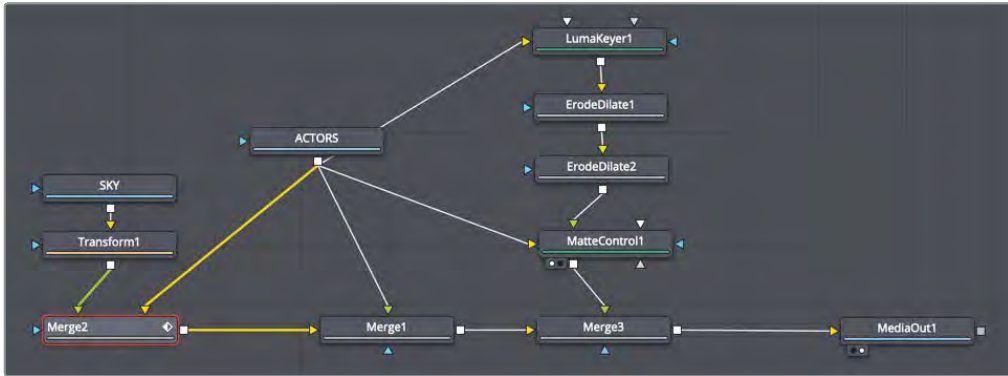 LumaKeyer1
ErodeDilate1
ACTORS
ErodeDilate2
SKY
Transform1
MatteControl1
Merge2
Merge1
Merge3
MediaOut1